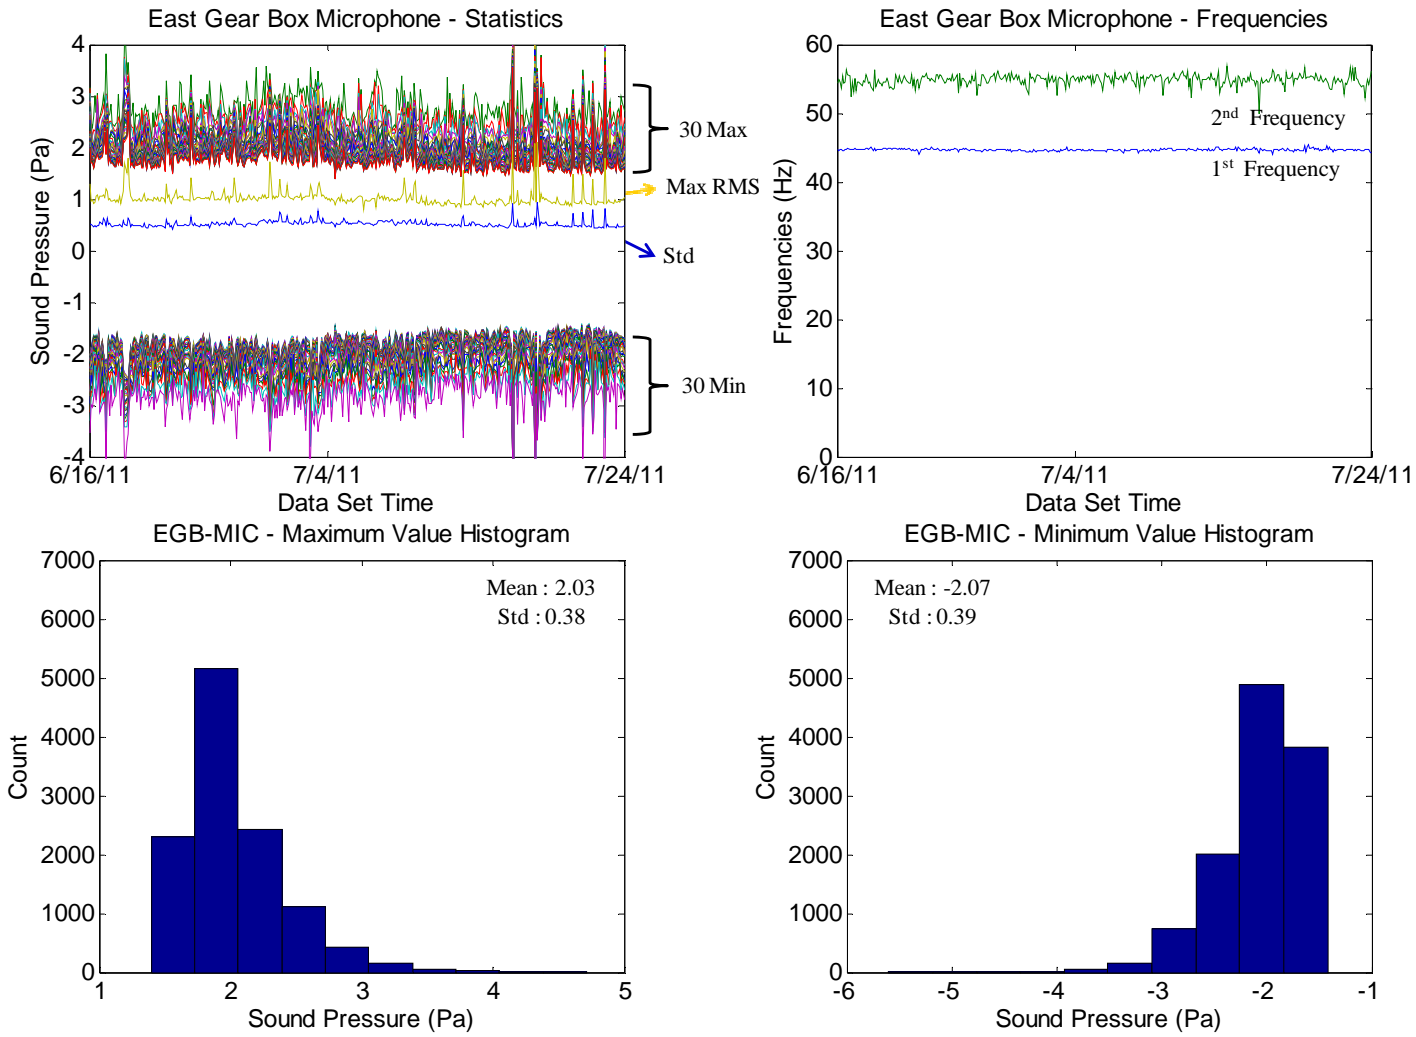 East Gear Box Microphone - Statistics
4
3
2
1
0
-1
-2
-3
-4
Sound Pressure (Pa)
6/16/11
7/4/11
7/24/11
Data Set Time
30 Max
Max RMS
Std
30 Min
East Gear Box Microphone - Frequencies
60
50
40
30
20
10
0
Frequencies (Hz)
2nd Frequency
1st Frequency
6/16/11
7/4/11
7/24/11
Data Set Time
EGB-MIC - Maximum Value Histogram
7000
6000
5000
4000
3000
2000
1000
0
Count
Mean : 2.03
Std : 0.38
1
2
3
4
5
Sound Pressure (Pa)
EGB-MIC - Minimum Value Histogram
7000
6000
5000
4000
3000
2000
1000
0
Count
Mean : -2.07
Std : 0.39
-6
-5
-4
-3
-2
-1
Sound Pressure (Pa)